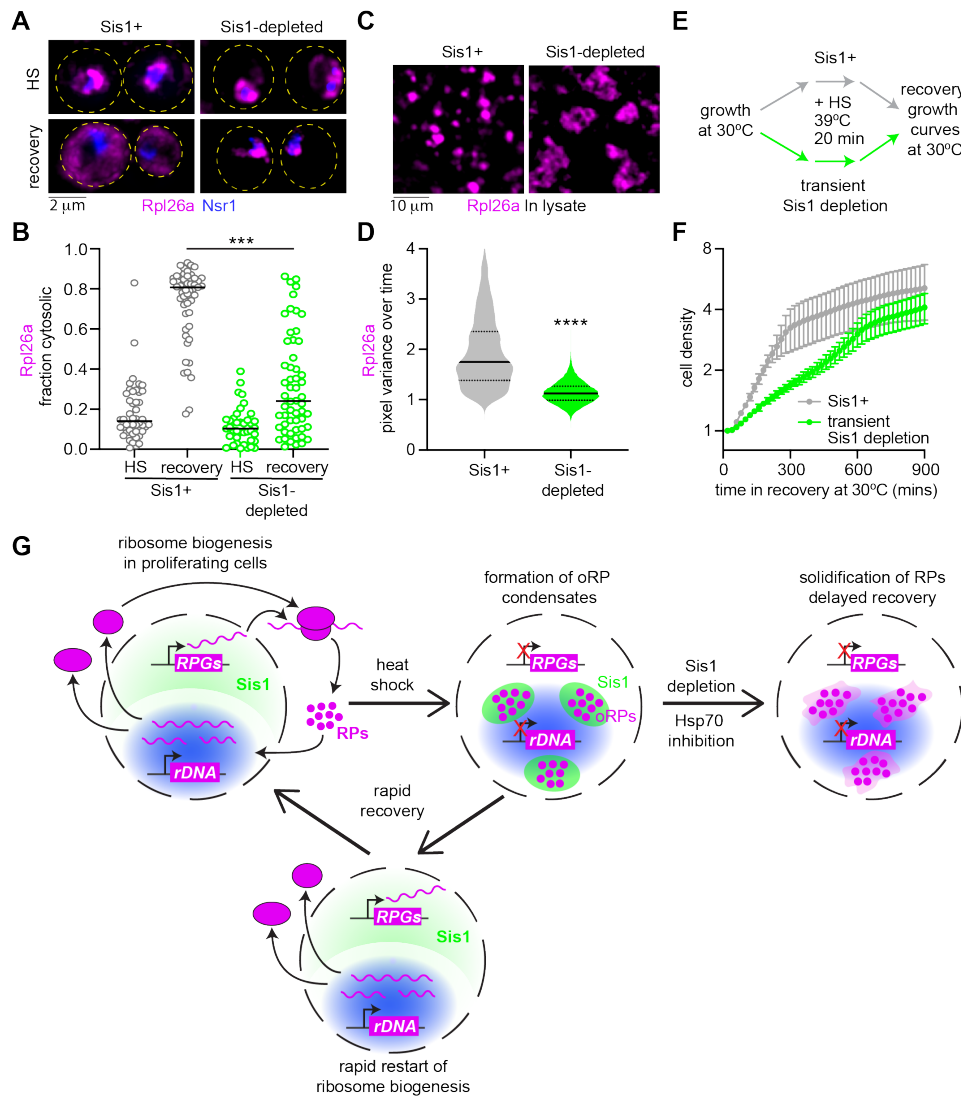 A
Sis1+
Sis1-depleted
HS
recovery
2 μm
Rpl26a Nsr1
B
Rpl26a
fraction cytosolic
1.0
0.8
0.6
0.4
0.2
0.0
***
HS
recovery
HS
recovery
Sis1+
Sis1-
depleted
C
Sis1+
Sis1-depleted
10 μm
Rpl26a In lysate
D
Rpl26a
pixel variance over time
4
3
2
1
0
****
Sis1+
Sis1-
depleted
E
growth
at 30ºC
Sis1+
+ HS
39ºC
20 min
transient
Sis1 depletion
recovery
growth
curves
at 30ºC
F
cell density
8
4
2
1
Sis1+
transient
Sis1 depletion
0
300
600
900
time in recovery at 30ºC (mins)
G
ribosome biogenesis
in proliferating cells
RPGs
Sis1
rDNA
RPs
heat
shock
formation of oRP
condensates
RPGs
Sis1
oRPs
rDNA
Sis1
depletion
Hsp70
inhibition
solidification of RPs
delayed recovery
RPGs
rDNA
rapid
recovery
RPGs
Sis1
rDNA
rapid restart of
ribosome biogenesis